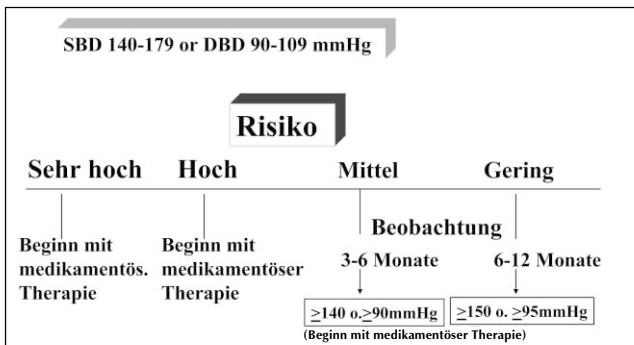 SBD 140-179 or DBD 90-109 mmHg
Risiko
Sehr hoch Hoch Mittel Gering
Beobachtung
Beginn mit
medikamentös.
Therapie
Beginn mit
medikamentöser
Therapie
3-6 Monate 6-12 Monate
≥140 o.≥90mmHg ≥150 o. ≥95mmHg
(Beginn mit medikamentöser Therapie)